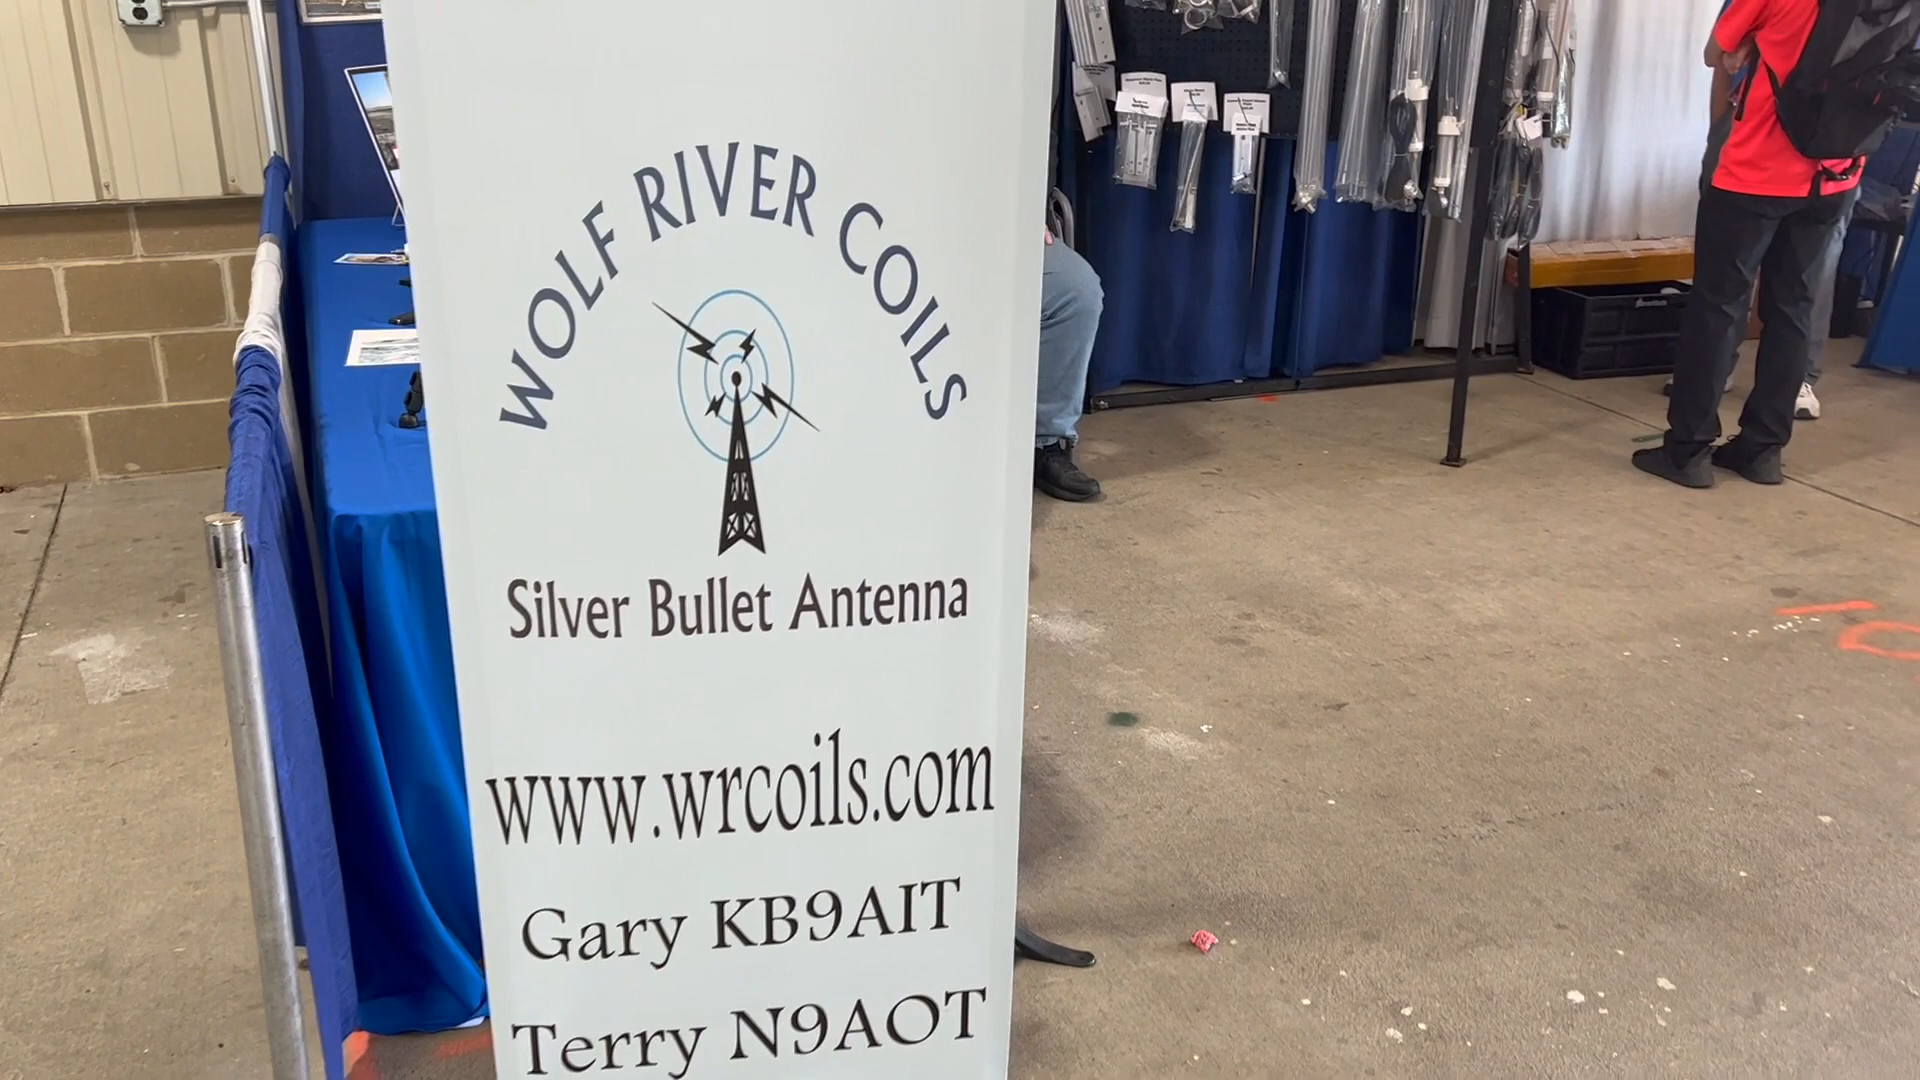 WOLF RIVER COILS
Silver Bullet Antenna
www.wrcoils.com
Gary KB9AIT
Terry N9AOT